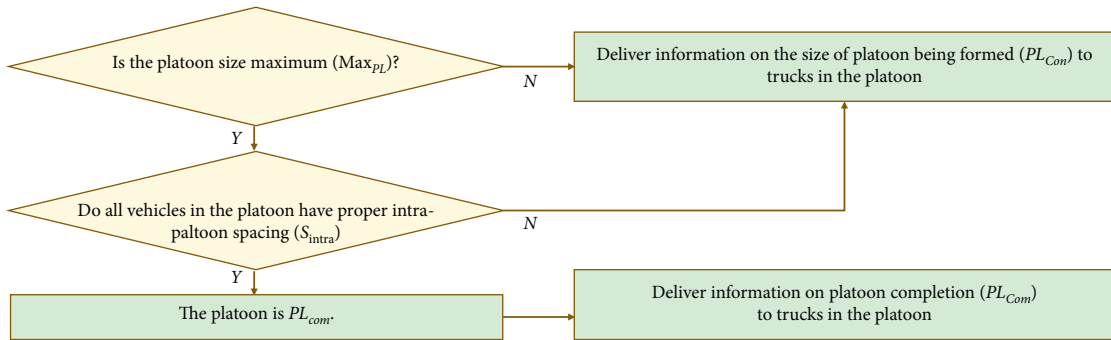 Is the platoon size maximum (Max_PL)?
N
Deliver information on the size of platoon being formed (PL_Con) to
trucks in the platoon
Y
Do all vehicles in the platoon have proper intra-
paltoon spacing (S_intra)
N
Y
The platoon is PL_com.
Deliver information on platoon completion (PL_Com)
to trucks in the platoon